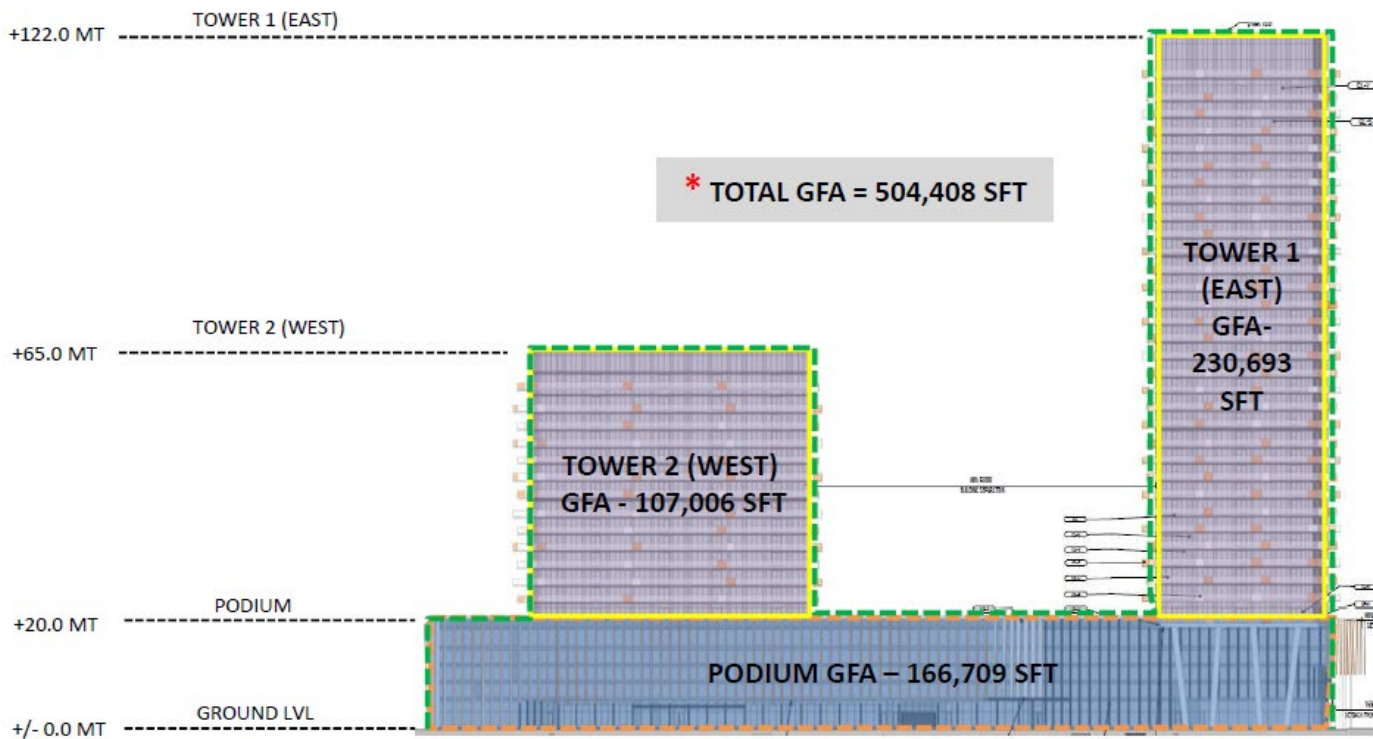 TOWER 1 (EAST)
+122.0 MT
* TOTAL GFA = 504,408 SFT
TOWER 1
(EAST)
GFA-
230,693
SFT
TOWER 2 (WEST)
+65.0 MT
TOWER 2 (WEST)
GFA - 107,006 SFT
PODIUM
+20.0 MT
PODIUM GFA – 166,709 SFT
GROUND LVL
+/- 0.0 MT